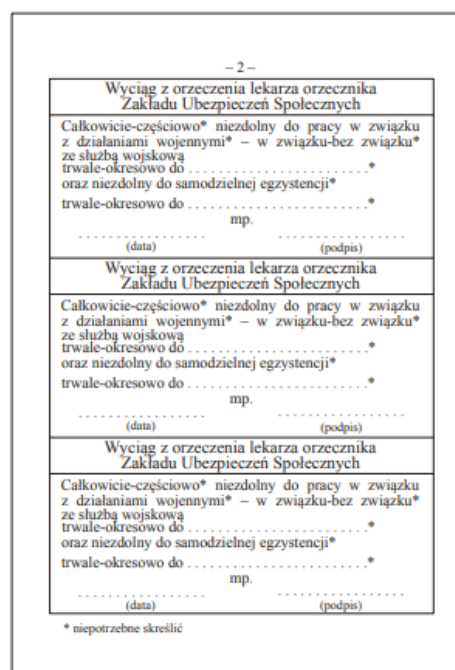 – 2 –
Wyciąg z orzeczenia lekarza orzecznika
Zakładu Ubezpieczeń Społecznych
Całkowicie-częściowo* niezdolny do pracy w związku
z działaniami wojennymi* – w związku-bez związku*
ze służbą wojskową
trwale-okresowo do . . . . . . . . . . . . . . . . . . . . . . . . . .*
oraz niezdolny do samodzielnej egzystencji*
trwale-okresowo do . . . . . . . . . . . . . . . . . . . . . . . . . .*
mp.
. . . . . . . . . . . . . . . . . . . . . . . . . . . . . . . . . .
(data) (podpis)
Wyciąg z orzeczenia lekarza orzecznika
Zakładu Ubezpieczeń Społecznych
Całkowicie-częściowo* niezdolny do pracy w związku
z działaniami wojennymi* – w związku-bez związku*
ze służbą wojskową
trwale-okresowo do . . . . . . . . . . . . . . . . . . . . . . . . . .*
oraz niezdolny do samodzielnej egzystencji*
trwale-okresowo do . . . . . . . . . . . . . . . . . . . . . . . . . .*
mp.
. . . . . . . . . . . . . . . . . . . . . . . . . . . . . . . . . .
(data) (podpis)
Wyciąg z orzeczenia lekarza orzecznika
Zakładu Ubezpieczeń Społecznych
Całkowicie-częściowo* niezdolny do pracy w związku
z działaniami wojennymi* – w związku-bez związku*
ze służbą wojskową
trwale-okresowo do . . . . . . . . . . . . . . . . . . . . . . . . . .*
oraz niezdolny do samodzielnej egzystencji*
trwale-okresowo do . . . . . . . . . . . . . . . . . . . . . . . . . .*
mp.
. . . . . . . . . . . . . . . . . . . . . . . . . . . . . . . . . .
(data) (podpis)
* niepotrzebne skreślić